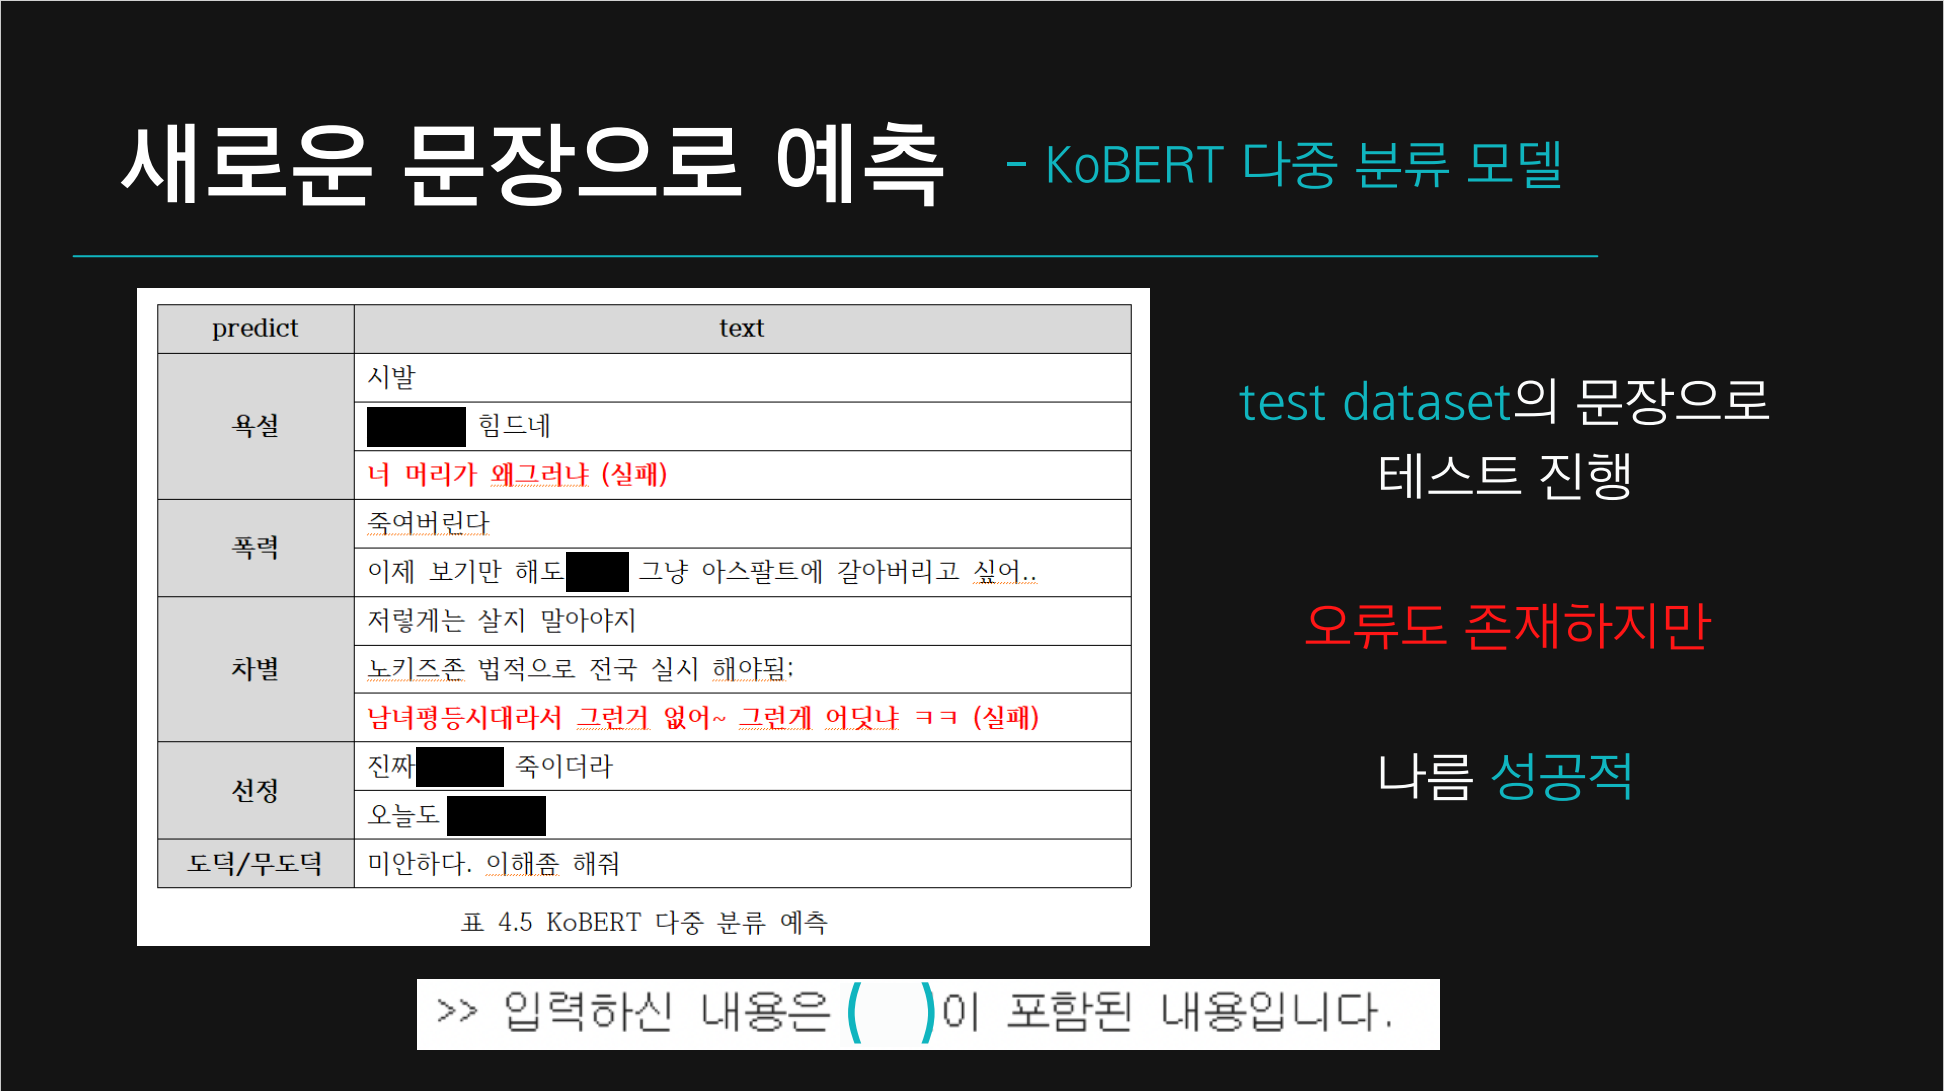 새로운 문장으로 예측 - KoBERT 다중 분류 모델
predict text
욕설
시발
힘드네
너 머리가 왜그러냐 (실패)
폭력
죽여버린다
이제 보기만 해도 그냥 아스팔트에 갈아버리고 싶어..
차별
저렇게는 살지 말아야지
노키즈존 법적으로 전국 실시 해야됨;
남녀평등시대라서 그런거 없어~ 그런게 어딧냐 ㅋㅋ (실패)
선정
진짜 죽이더라
오늘도
도덕/무도덕 미안하다. 이해좀 해줘
표 4.5 KoBERT 다중 분류 예측
test dataset의 문장으로
테스트 진행
오류도 존재하지만
나름 성공적
>> 입력하신 내용은 ( )이 포함된 내용입니다.